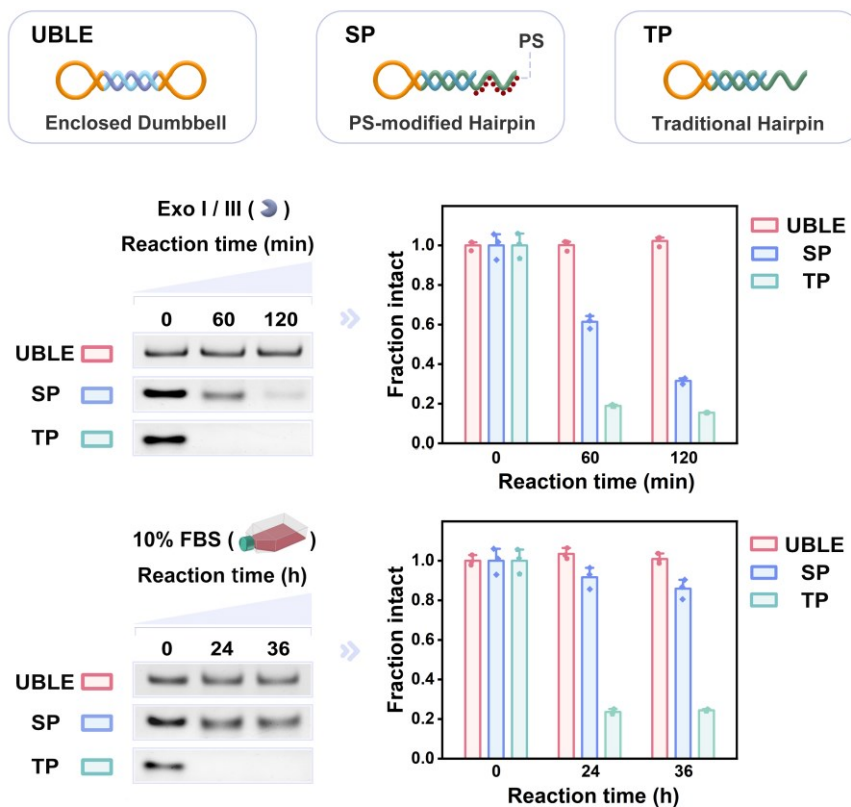 UBLE
Enclosed Dumbbell
SP
PS
PS-modified Hairpin
TP
Traditional Hairpin
Exo I / III ( )
Reaction time (min)
0 60 120
UBLE
SP
TP
Fraction intact
1.0
0.8
0.6
0.4
0.2
0.0
0 60 120
Reaction time (min)
UBLE
SP
TP
10% FBS ( )
Reaction time (h)
0 24 36
UBLE
SP
TP
Fraction intact
1.0
0.8
0.6
0.4
0.2
0.0
0 24 36
Reaction time (h)
UBLE
SP
TP